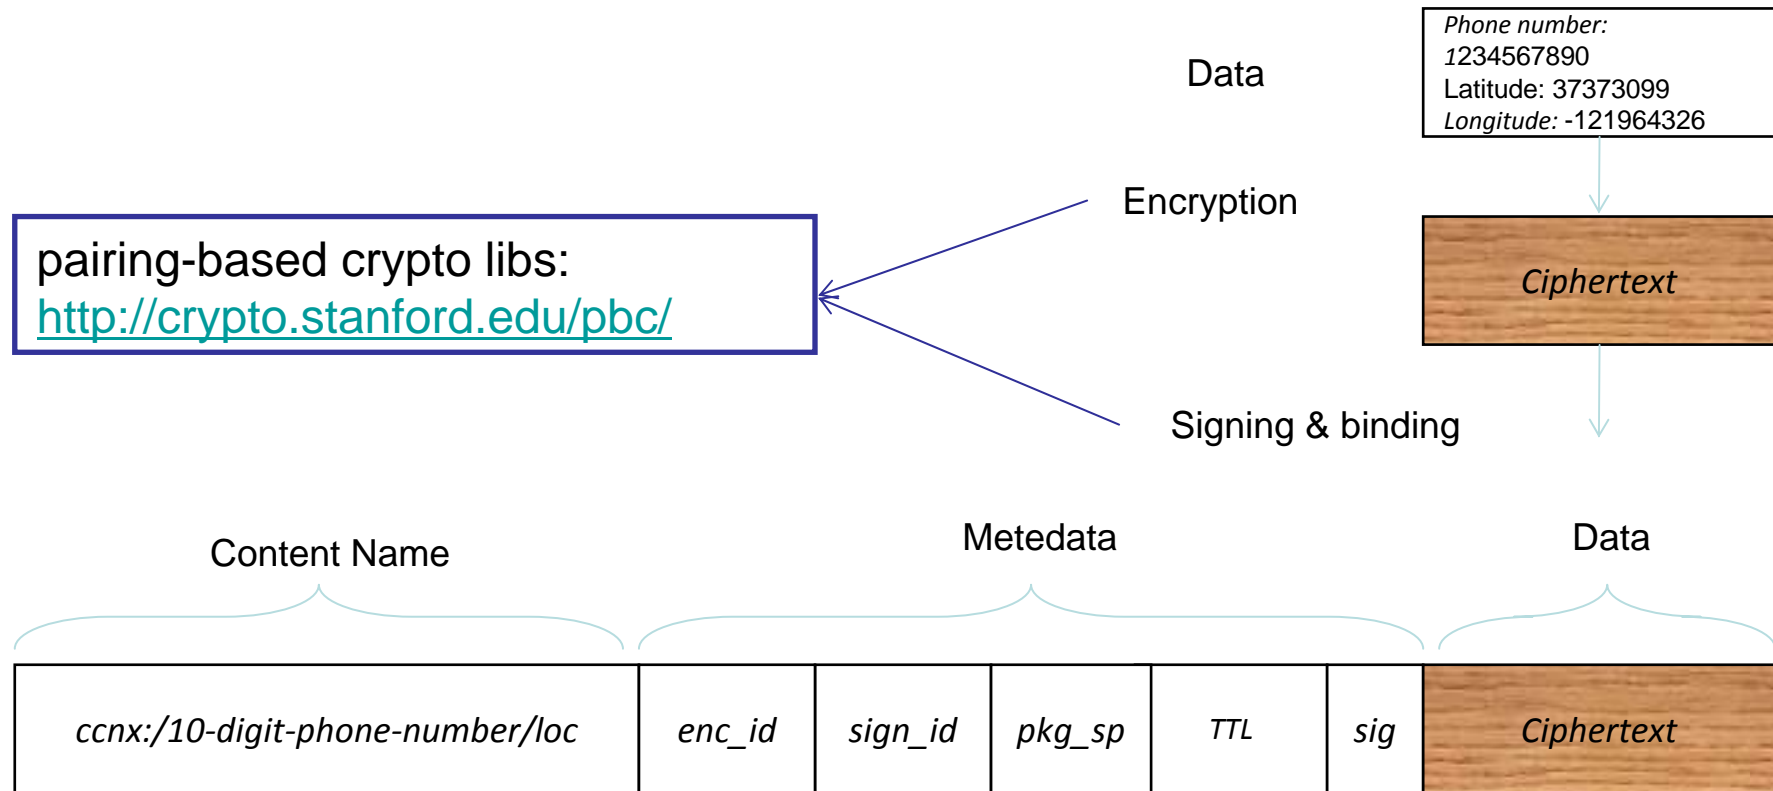 Phone number:
1234567890
Latitude: 37373099
Longitude: -121964326
Data
Encryption
pairing-based crypto libs:
http://crypto.stanford.edu/pbc/
Ciphertext
Signing & binding
Content Name
Metedata
Data
ccnx:/10-digit-phone-number/loc
enc_id
sign_id
pkg_sp
TTL
sig
Ciphertext